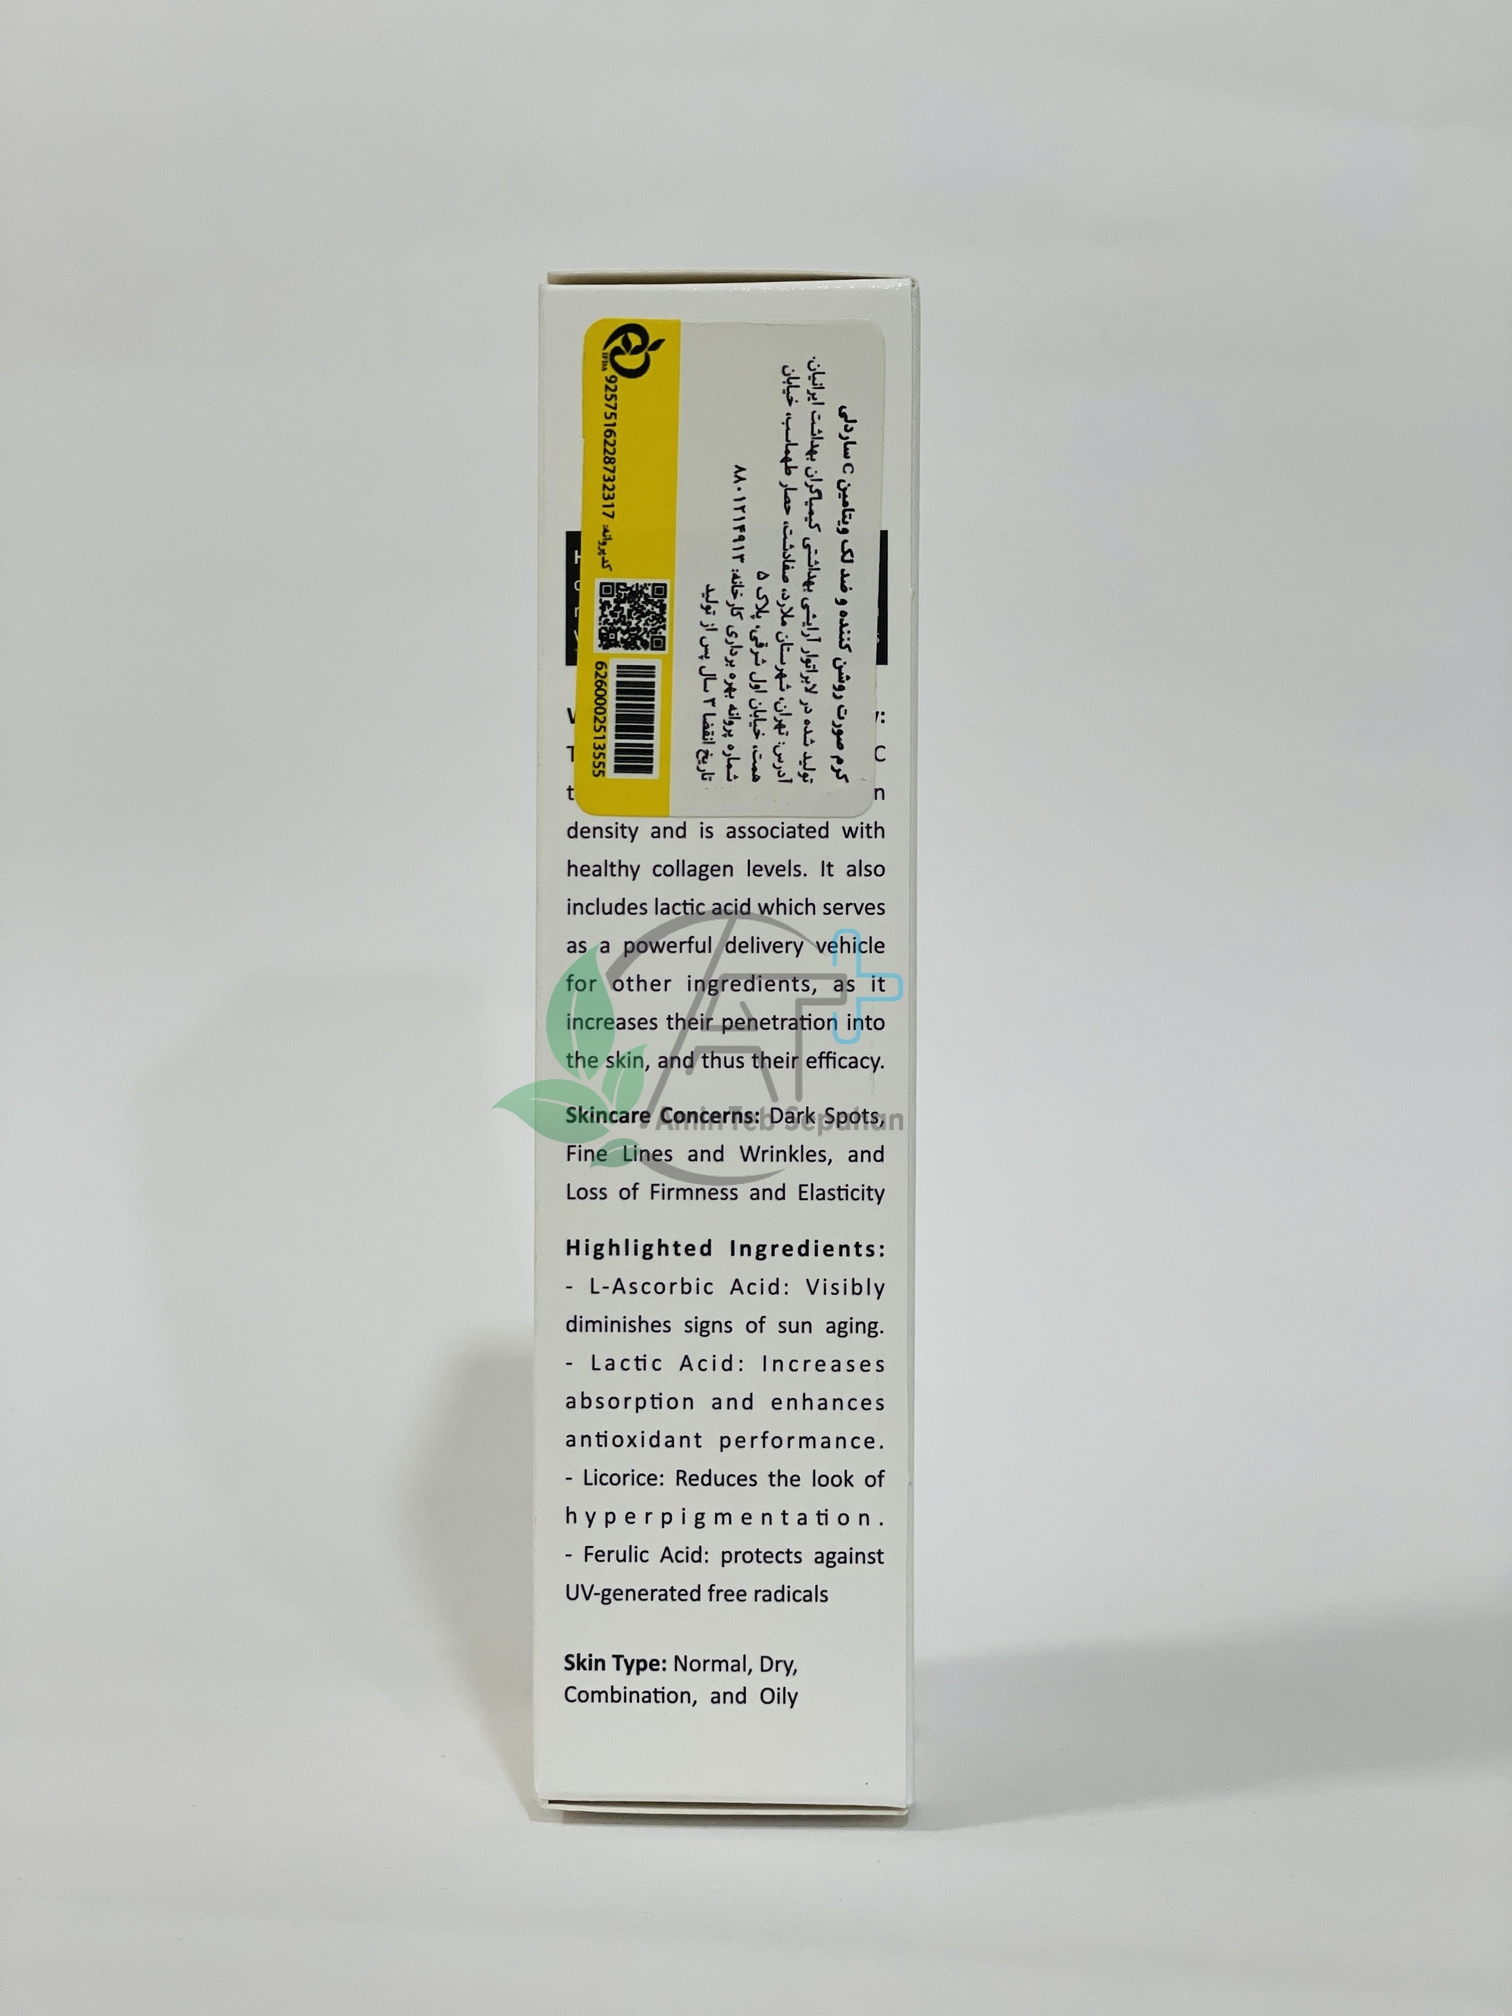 کرم صورت روشن کننده و ضد لک ویتامین C ساردلی
تولید شده در لابراتوار آرایشی بهداشتی کیمیاگران بهداشت ایرانیان.
آدرس: تهران، شهرستان ملارد، صفادشت، حصار طهماسب، خیابان
همت، خیابان اول شرقی، پلاک ۵
شماره پروانه بهره برداری کارخانه: ۸۸۰۱۲۱۴۹۱۳
تاریخ انقضا ۳ سال پس از تولید
6260002513555
کدپروانه: 9257516228732317
IFDA
density and is associated with
healthy collagen levels. It also
includes lactic acid which serves
as a powerful delivery vehicle
for other ingredients, as it
increases their penetration into
the skin, and thus their efficacy.
Skincare Concerns: Dark Spots,
Fine Lines and Wrinkles, and
Loss of Firmness and Elasticity
Highlighted Ingredients:
- L-Ascorbic Acid: Visibly
diminishes signs of sun aging.
- Lactic Acid: Increases
absorption and enhances
antioxidant performance.
- Licorice: Reduces the look of
hyperpigmentation.
- Ferulic Acid: protects against
UV-generated free radicals
Skin Type: Normal, Dry,
Combination, and Oily
AT+
Amin Teb Sepahan